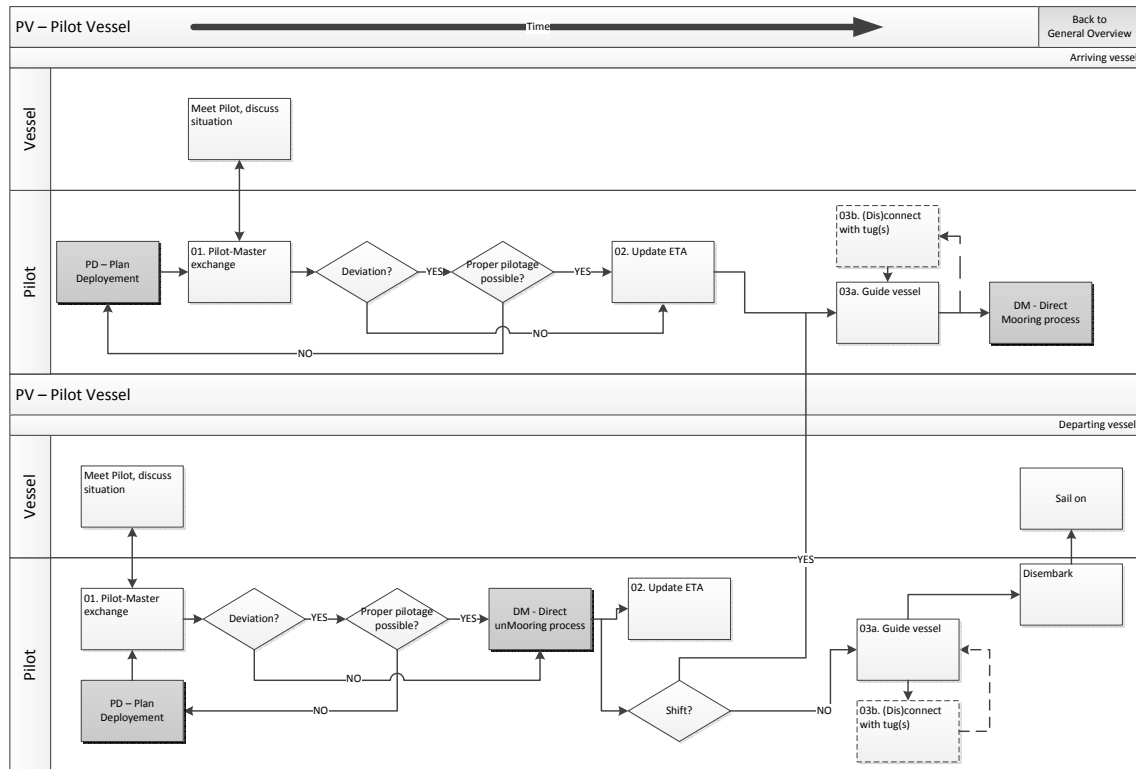 PV – Pilot Vessel
Time
Back to
General Overview
Arriving vessel
Vessel
Meet Pilot, discuss
situation
Pilot
PD – Plan
Deployement
01. Pilot-Master
exchange
Deviation?
YES
Proper pilotage
possible?
YES
02. Update ETA
NO
NO
03b. (Dis)connect
with tug(s)
03a. Guide vessel
DM - Direct
Mooring process
PV – Pilot Vessel
Departing vessel
Vessel
Meet Pilot, discuss
situation
Sail on
YES
Pilot
01. Pilot-Master
exchange
Deviation?
YES
Proper pilotage
possible?
YES
DM - Direct
unMooring process
02. Update ETA
Disembark
03a. Guide vessel
NO
PD – Plan
Deployement
NO
Shift?
NO
03b. (Dis)connect
with tug(s)